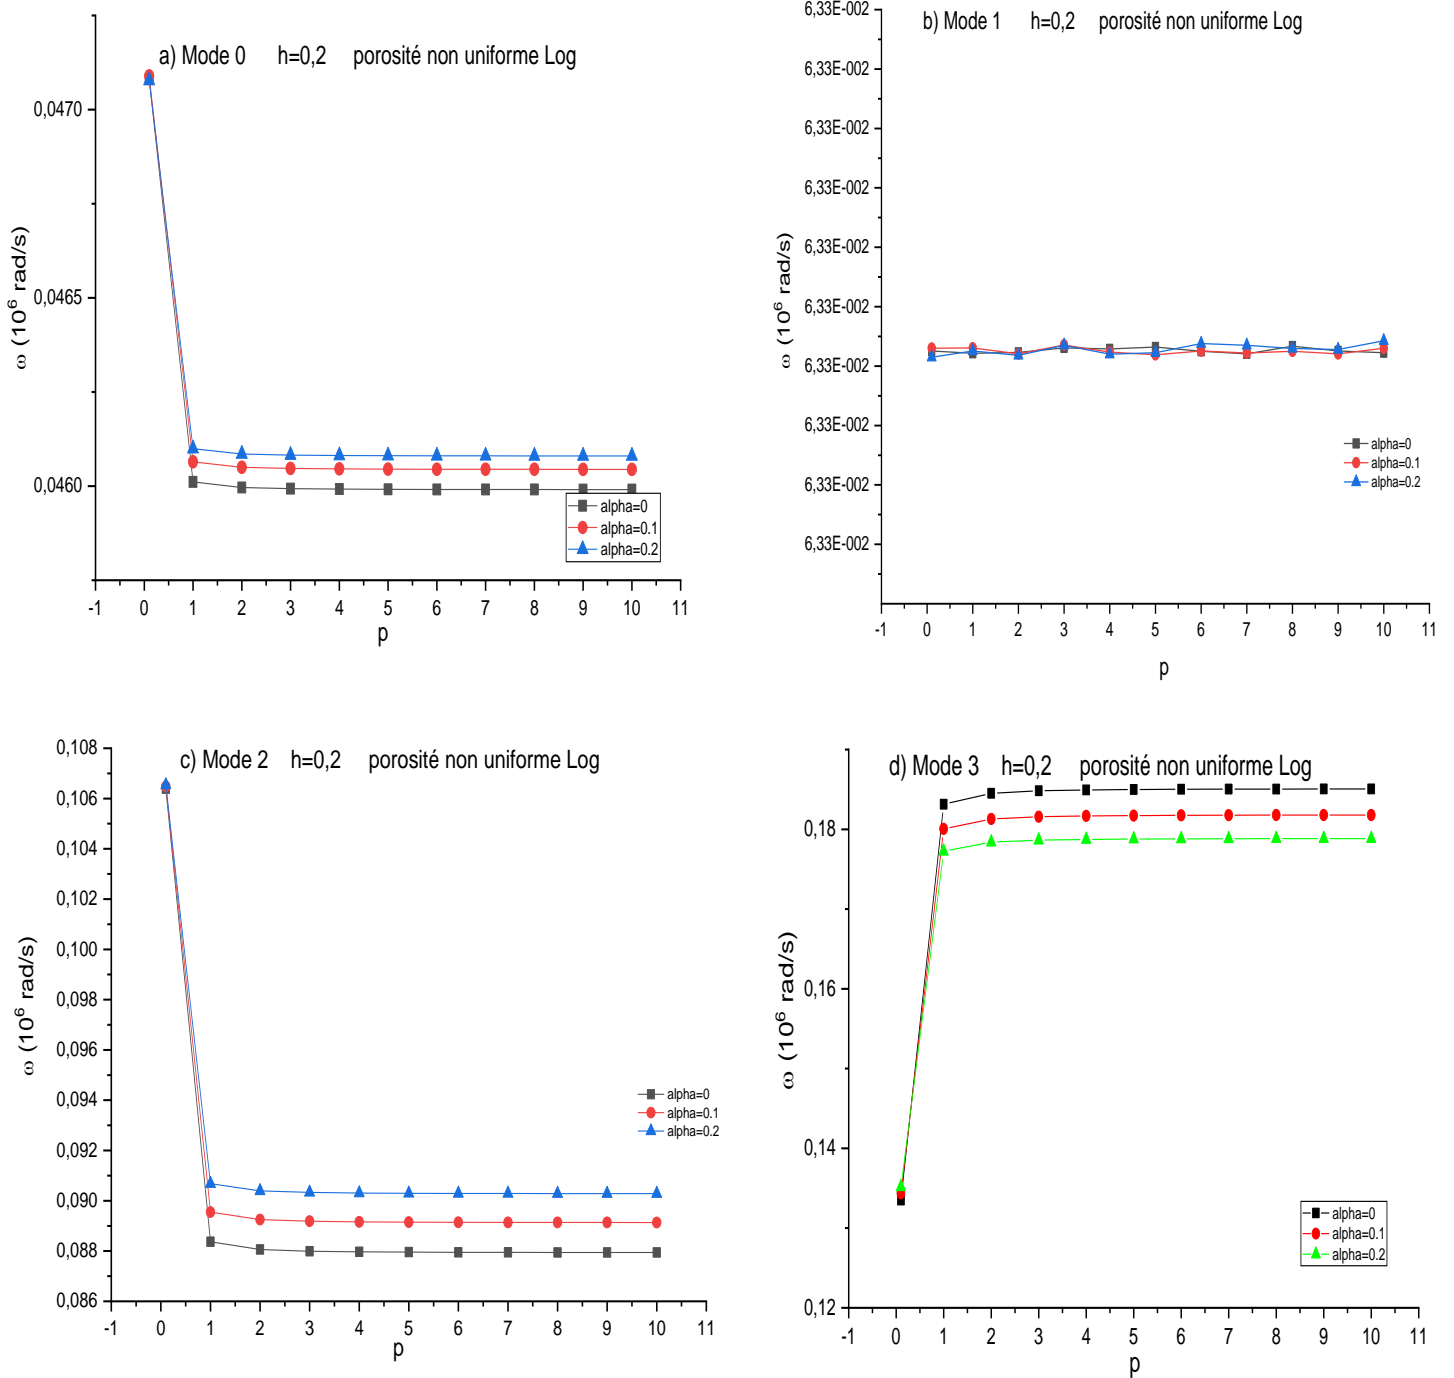 a) Mode 0 h=0,2 porosité non uniforme Log
0,0470
0,0465
0,0460
ω (10⁶ rad/s)
alpha=0
alpha=0.1
alpha=0.2
-1 0 1 2 3 4 5 6 7 8 9 10 11
p
b) Mode 1 h=0,2 porosité non uniforme Log
6,33E-002
6,33E-002
6,33E-002
6,33E-002
6,33E-002
6,33E-002
6,33E-002
6,33E-002
6,33E-002
6,33E-002
ω (10⁶ rad/s)
alpha=0
alpha=0.1
alpha=0.2
-1 0 1 2 3 4 5 6 7 8 9 10 11
p
c) Mode 2 h=0,2 porosité non uniforme Log
0,108
0,106
0,104
0,102
0,100
0,098
0,096
0,094
0,092
0,090
0,088
0,086
ω (10⁶ rad/s)
alpha=0
alpha=0.1
alpha=0.2
-1 0 1 2 3 4 5 6 7 8 9 10 11
p
d) Mode 3 h=0,2 porosité non uniforme Log
0,18
0,16
0,14
0,12
ω (10⁶ rad/s)
alpha=0
alpha=0.1
alpha=0.2
-1 0 1 2 3 4 5 6 7 8 9 10 11
p